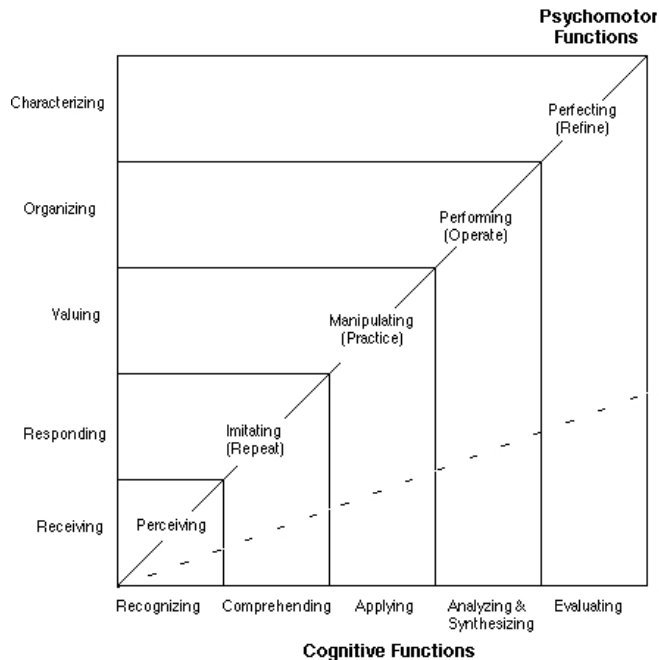 Psychomotor
Functions
Characterizing
Perfecting
(Refine)
Organizing
Performing
(Operate)
Valuing
Manipulating
(Practice)
Responding
Imitating
(Repeat)
Receiving
Perceiving
Recognizing
Comprehending
Applying
Analyzing &
Synthesizing
Evaluating
Cognitive Functions